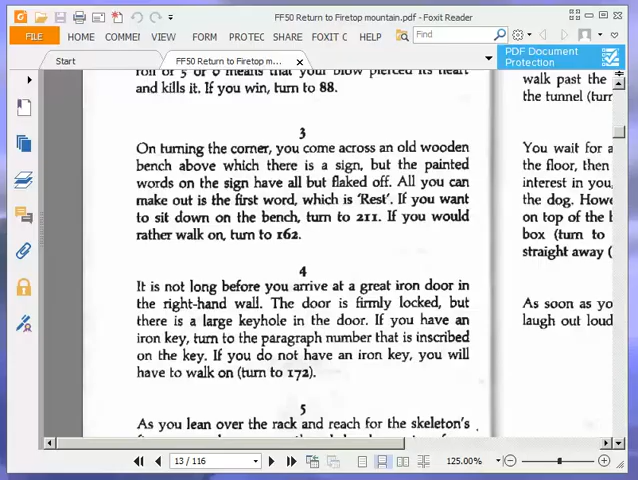 FF50 Return to Firetop mountain.pdf - Foxit Reader
FILE
HOME
COMMEI
VIEW
FORM
PROTEC
SHARE
FOXIT C
HELP
Find
Start
FF50 Return to Firetop m...
PDF Document
Protection
and kills it. If you win, turn to 88.
3
On turning the corner, you come across an old wooden
bench above which there is a sign, but the painted
words on the sign have all but flaked off. All you can
make out is the first word, which is 'Rest'. If you want
to sit down on the bench, turn to 211. If you would
rather walk on, turn to 162.
4
It is not long before you arrive at a great iron door in
the right-hand wall. The door is firmly locked, but
there is a large keyhole in the door. If you have an
iron key, turn to the paragraph number that is inscribed
on the key. If you do not have an iron key, you will
have to walk on (turn to 172).
5
As you lean over the rack and reach for the skeleton's
walk past the
the tunnel (turn
You wait for a
the floor, then
interest in you,
the dog. Howe
on top of the
box (turn to
straight away (
As soon as yo
laugh out loud
13 / 116
125.00%